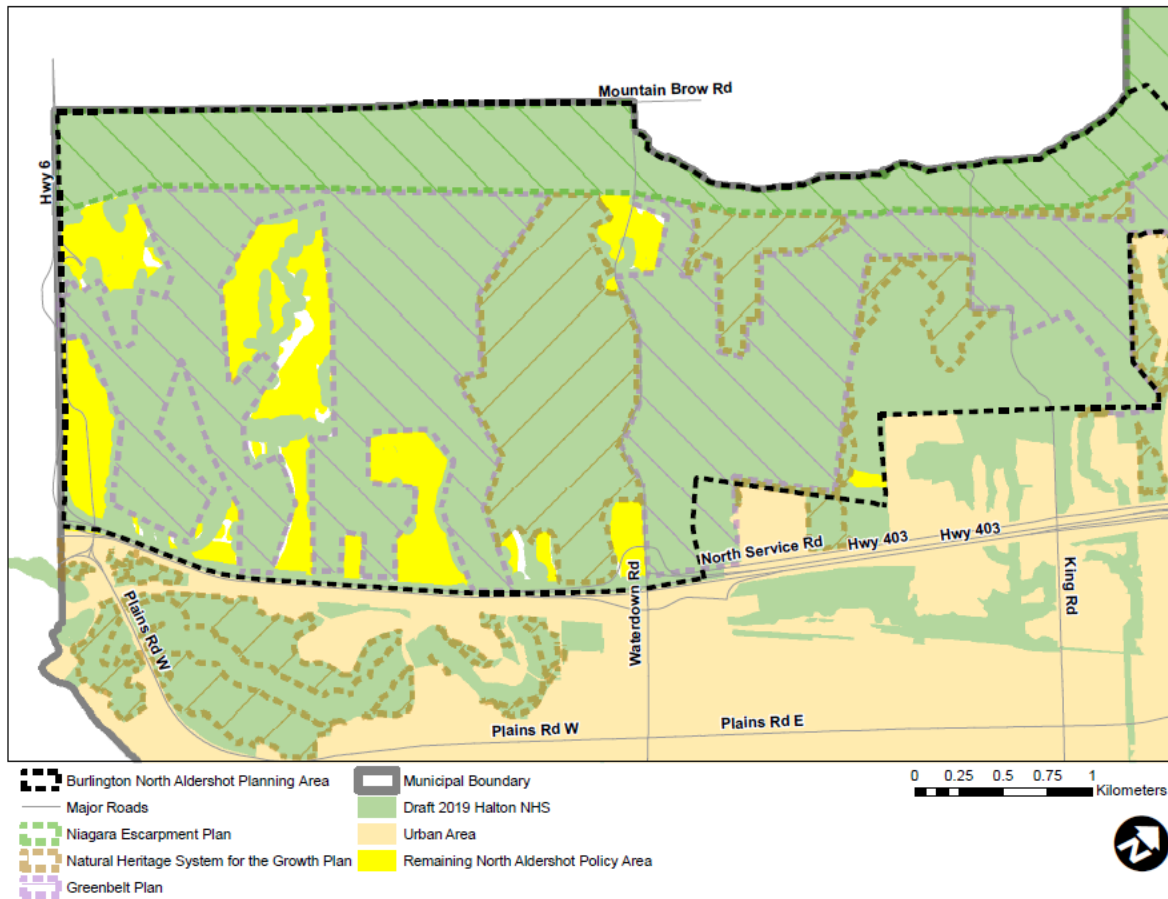 Mountain Brow Rd
Hwy 6
North Service Rd
Hwy 403
Hwy 403
Plains Rd W
Waterdown Rd
King Rd
Plains Rd W
Plains Rd E
Burlington North Aldershot Planning Area
Major Roads
Niagara Escarpment Plan
Natural Heritage System for the Growth Plan
Greenbelt Plan
Municipal Boundary
Draft 2019 Halton NHS
Urban Area
Remaining North Aldershot Policy Area
0 0.25 0.5 0.75 1
Kilometers
N